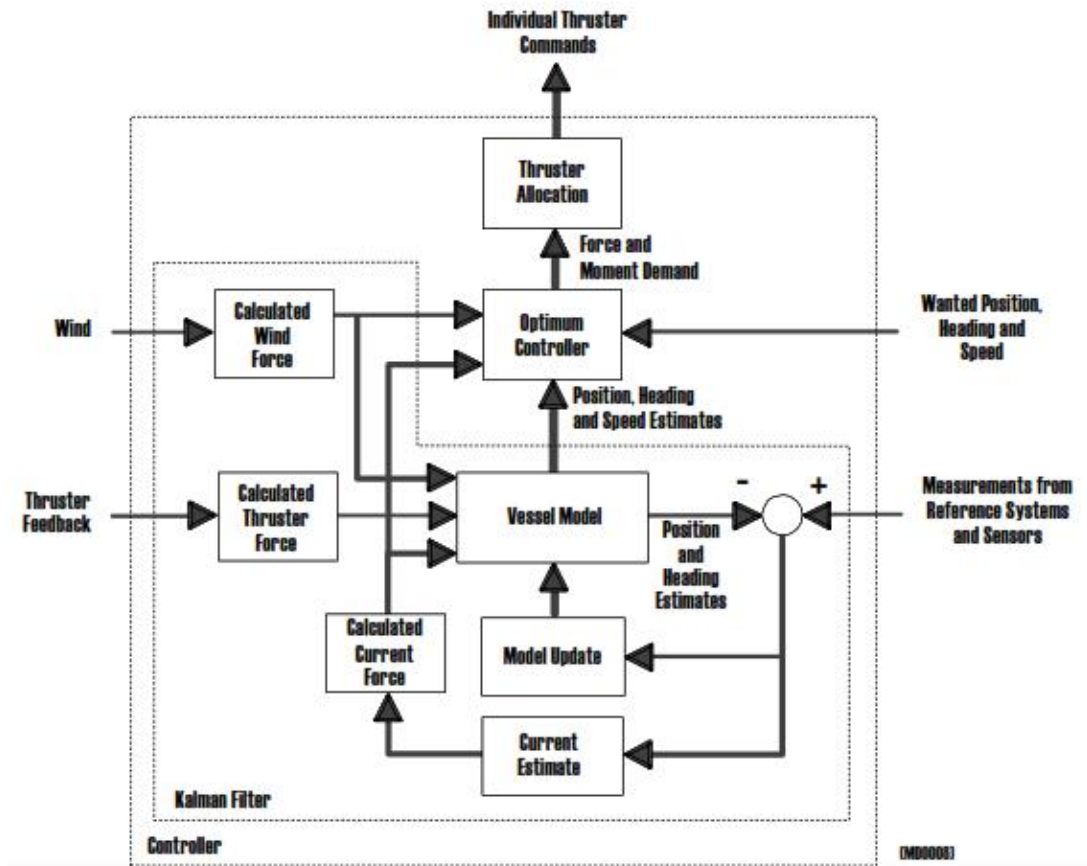 Individual Thruster
Commands
Thruster
Allocation
Force and
Moment Demand
Wind
Calculated
Wind
Force
Optimum
Controller
Wanted Position,
Heading and
Speed
Position, Heading
and Speed Estimates
Thruster
Feedback
Calculated
Thruster
Force
Vessel Model
-
+
Position
and
Heading
Estimates
Measurements from
Reference Systems
and Sensors
Calculated
Current
Force
Model Update
Current
Estimate
Kalman Filter
Controller
(MD0008)